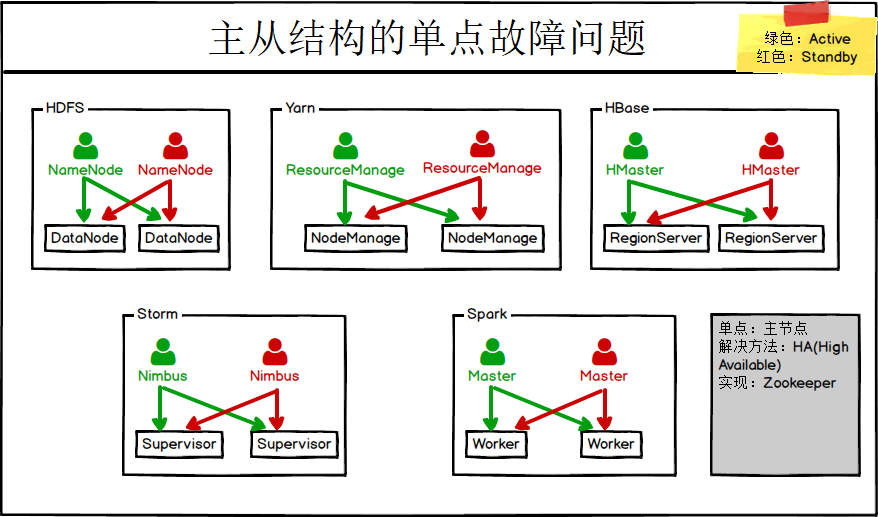 主从结构的单点故障问题
绿色：Active
红色：Standby
HDFS
NameNode NameNode
DataNode DataNode
Yarn
ResourceManage ResourceManage
NodeManage NodeManage
HBase
HMaster HMaster
RegionServer RegionServer
Storm
Nimbus Nimbus
Supervisor Supervisor
Spark
Master Master
Worker Worker
单点：主节点
解决方法：HA(High
Available)
实现：Zookeeper